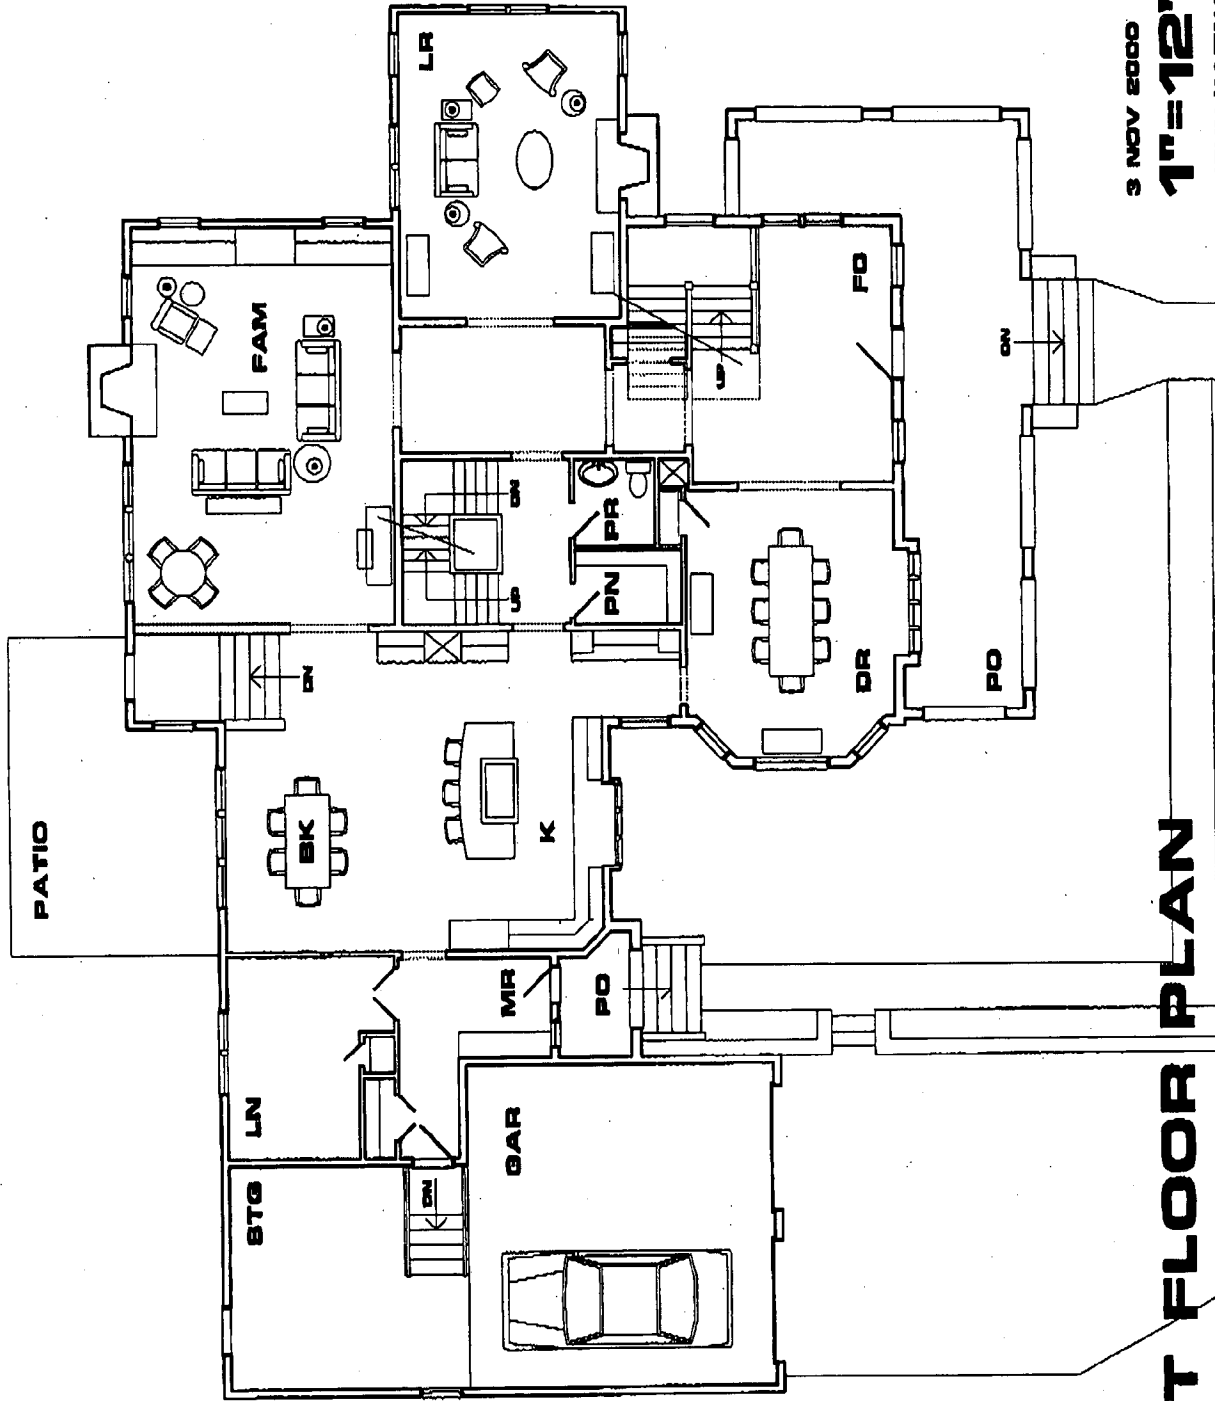 PATIO
STG
LN
FAM
BK
DN
LR
DN
GAR
MR
UP
DN
K
PO
PN
PR
UP
DR
FO
PO
DN
3 NOV 2000
T FLOOR PLAN 1"=12'